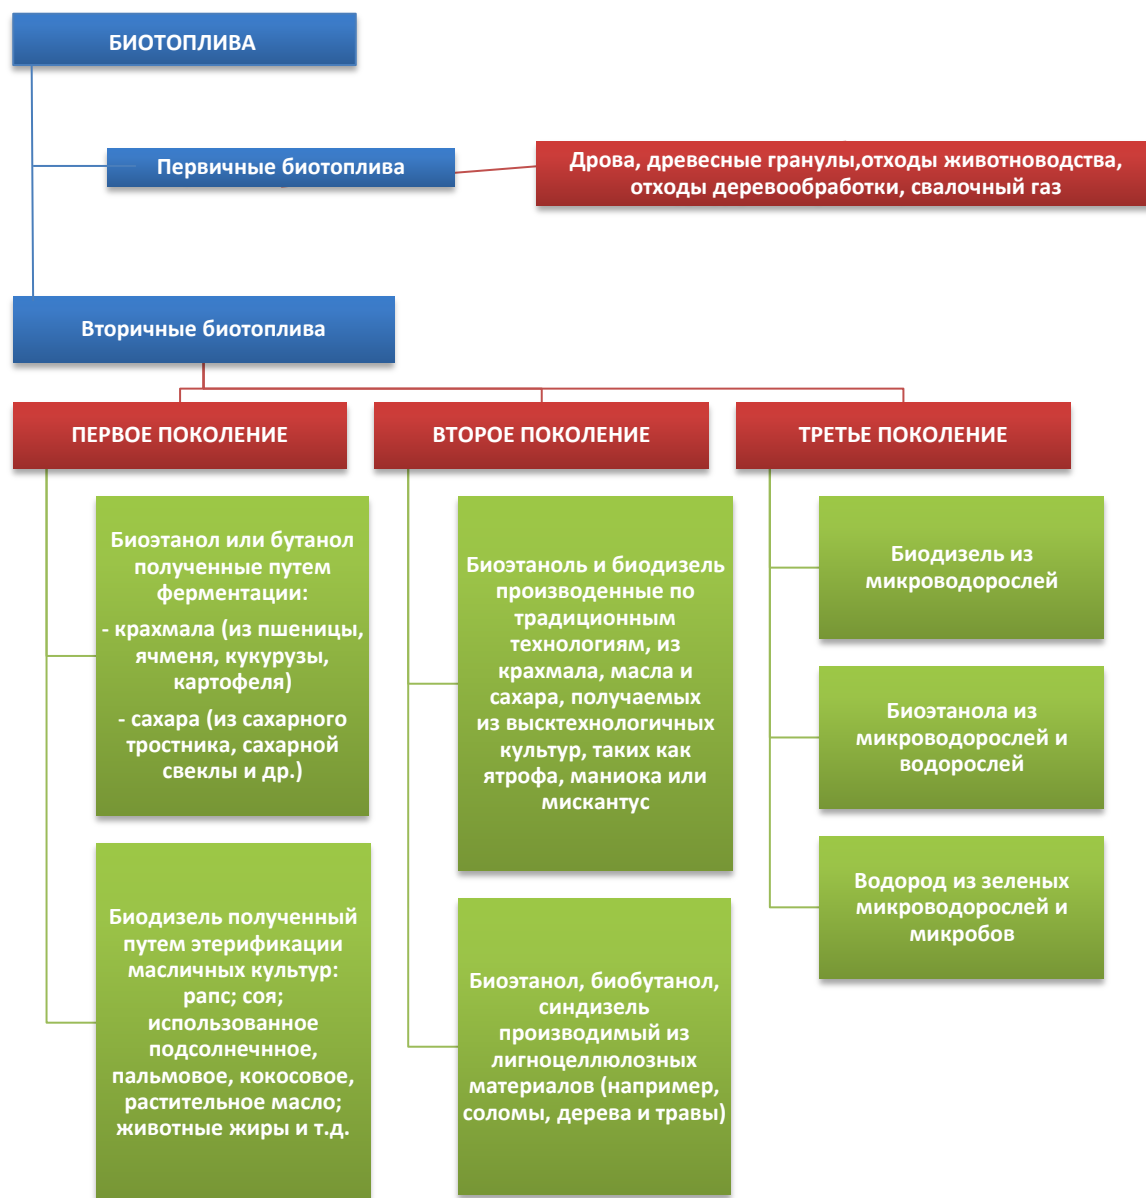 БИОТОПЛИВА
Первичные биотоплива
Дрова, древесные гранулы,отходы животноводства,
отходы деревообработки, свалочный газ
Вторичные биотоплива
ПЕРВОЕ ПОКОЛЕНИЕ
Биоэтанол или бутанол
полученные путем
ферментации:
- крахмала (из пшеницы,
ячменя, кукурузы,
картофеля)
- сахара (из сахарного
тростника, сахарной
свеклы и др.)
Биодизель полученный
путем этерификации
масличных культур:
рапс; соя;
использованное
подсолнечнное,
пальмовое, кокосовое,
растительное масло;
животные жиры и т.д.
ВТОРОЕ ПОКОЛЕНИЕ
Биоэтаноль и биодизель
произведенные по
традиционным
технологиям, из
крахмала, масла и
сахара, получаемых
из высктехнологичных
культур, таких как
ятрофа, маниока или
мискантус
Биоэтанол, биобутанол,
синдизель
производимый из
лигноцеллюлозных
материалов (например,
соломы, дерева и травы)
ТРЕТЬЕ ПОКОЛЕНИЕ
Биодизель из
микроводорослей
Биоэтанола из
микроводорослей и
водорослей
Водород из зеленых
микроводорослей и
микробов